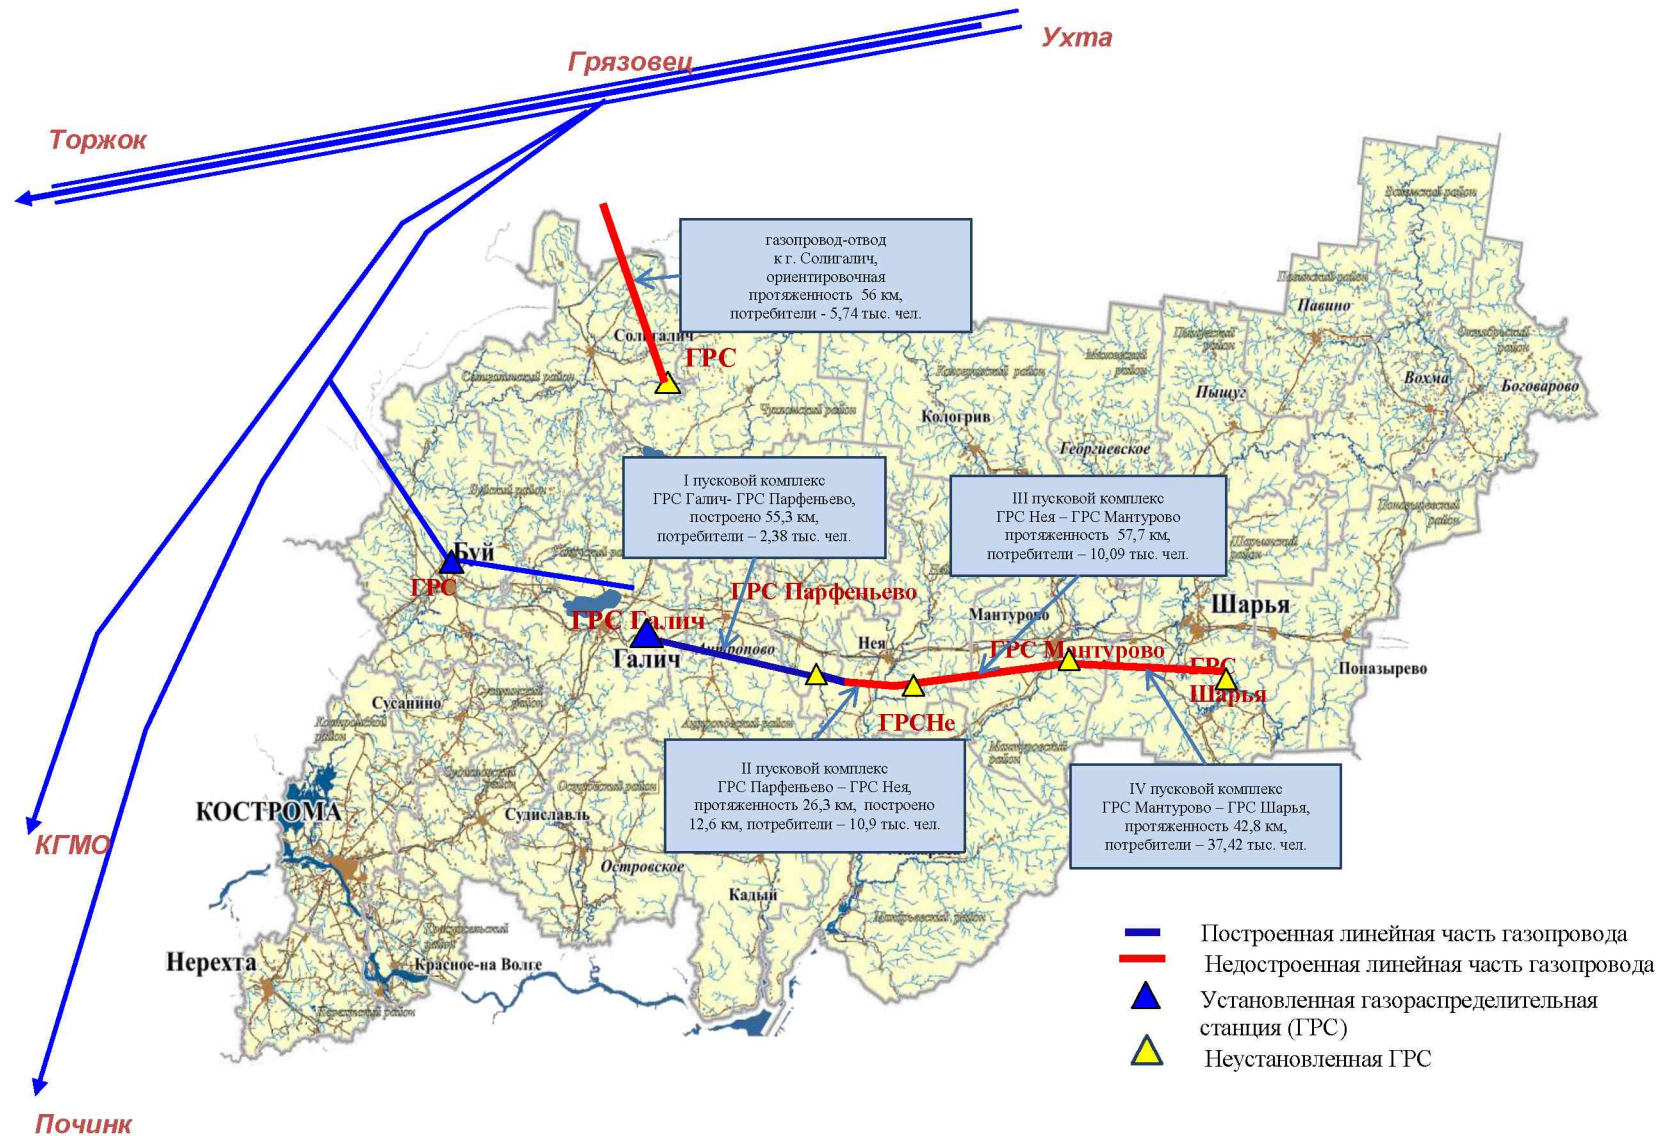 Ухта
Грязовец
Торжок
газопровод-отвод
к г. Солигалич,
ориентировочная
протяженность 56 км,
потребители - 5,74 тыс. чел.
Солигалич
ГРС
Павино
Вохма
Боговарово
Пыщуг
Кологрив
Георгиевское
I пусковой комплекс
ГРС Галич- ГРС Парфеньево,
построено 55,3 км,
потребители – 2,38 тыс. чел.
III пусковой комплекс
ГРС Нея – ГРС Мантурово
протяженность 57,7 км,
потребители – 10,09 тыс. чел.
Буй
ГРС
ГРС Парфеньево
ГРС Галич
Галич
Антропово
Нея
Мантурово
ГРС Мантурово
Шарья
ГРС
Шарья
Поназырево
ГРСНе
Сусанино
II пусковой комплекс
ГРС Парфеньево – ГРС Нея,
протяженность 26,3 км, построено
12,6 км, потребители – 10,9 тыс. чел.
IV пусковой комплекс
ГРС Мантурово – ГРС Шарья,
протяженность 42,8 км,
потребители – 37,42 тыс. чел.
КОСТРОМА
Судиславль
КГМО
Островское
Кадый
Нерехта
Красное-на Волге
Починк
Построенная линейная часть газопровода
Недостроенная линейная часть газопровода
Установленная газораспределительная
станция (ГРС)
Неустановленная ГРС